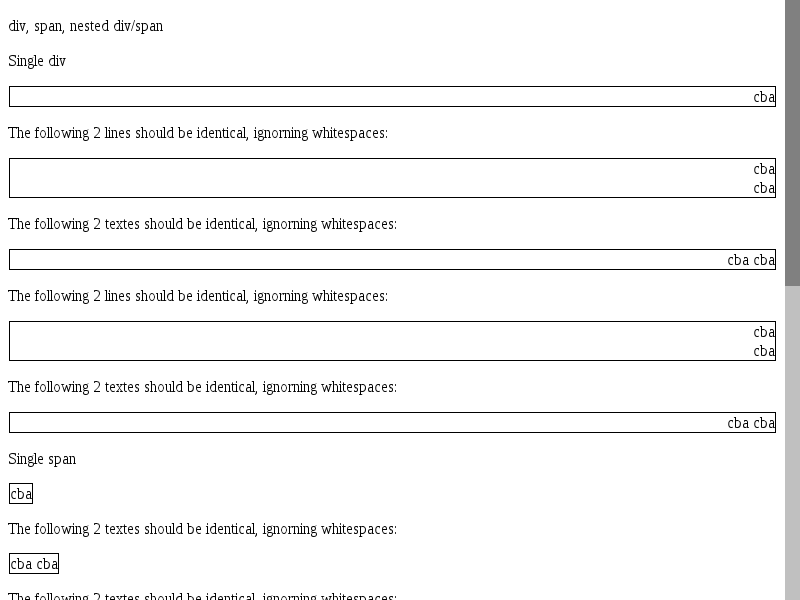 div, span, nested div/span
Single div
cba
The following 2 lines should be identical, ignorning whitespaces:
cba
cba
The following 2 textes should be identical, ignorning whitespaces:
cba cba
The following 2 lines should be identical, ignorning whitespaces:
cba
cba
The following 2 textes should be identical, ignorning whitespaces:
cba cba
Single span
cba
The following 2 textes should be identical, ignorning whitespaces:
cba cba
The following 2 textes should be identical, ignorning whitespaces: